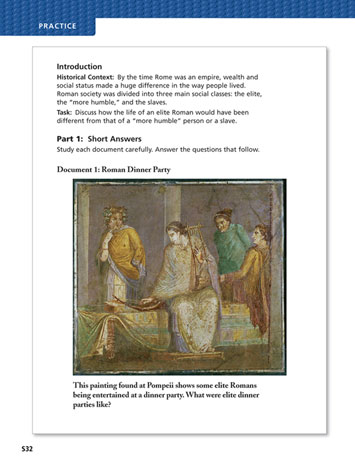 PRACTICE
Introduction
Historical Context: By the time Rome was an empire, wealth and
social status made a huge difference in the way people lived.
Roman society was divided into three main social classes: the elite,
the “more humble,” and the slaves.
Task: Discuss how the life of an elite Roman would have been
different from that of a “more humble” person or a slave.
Part 1: Short Answers
Study each document carefully. Answer the questions that follow.
Document 1: Roman Dinner Party
This painting found at Pompeii shows some elite Romans
being entertained at a dinner party. What were elite dinner
parties like?
S32